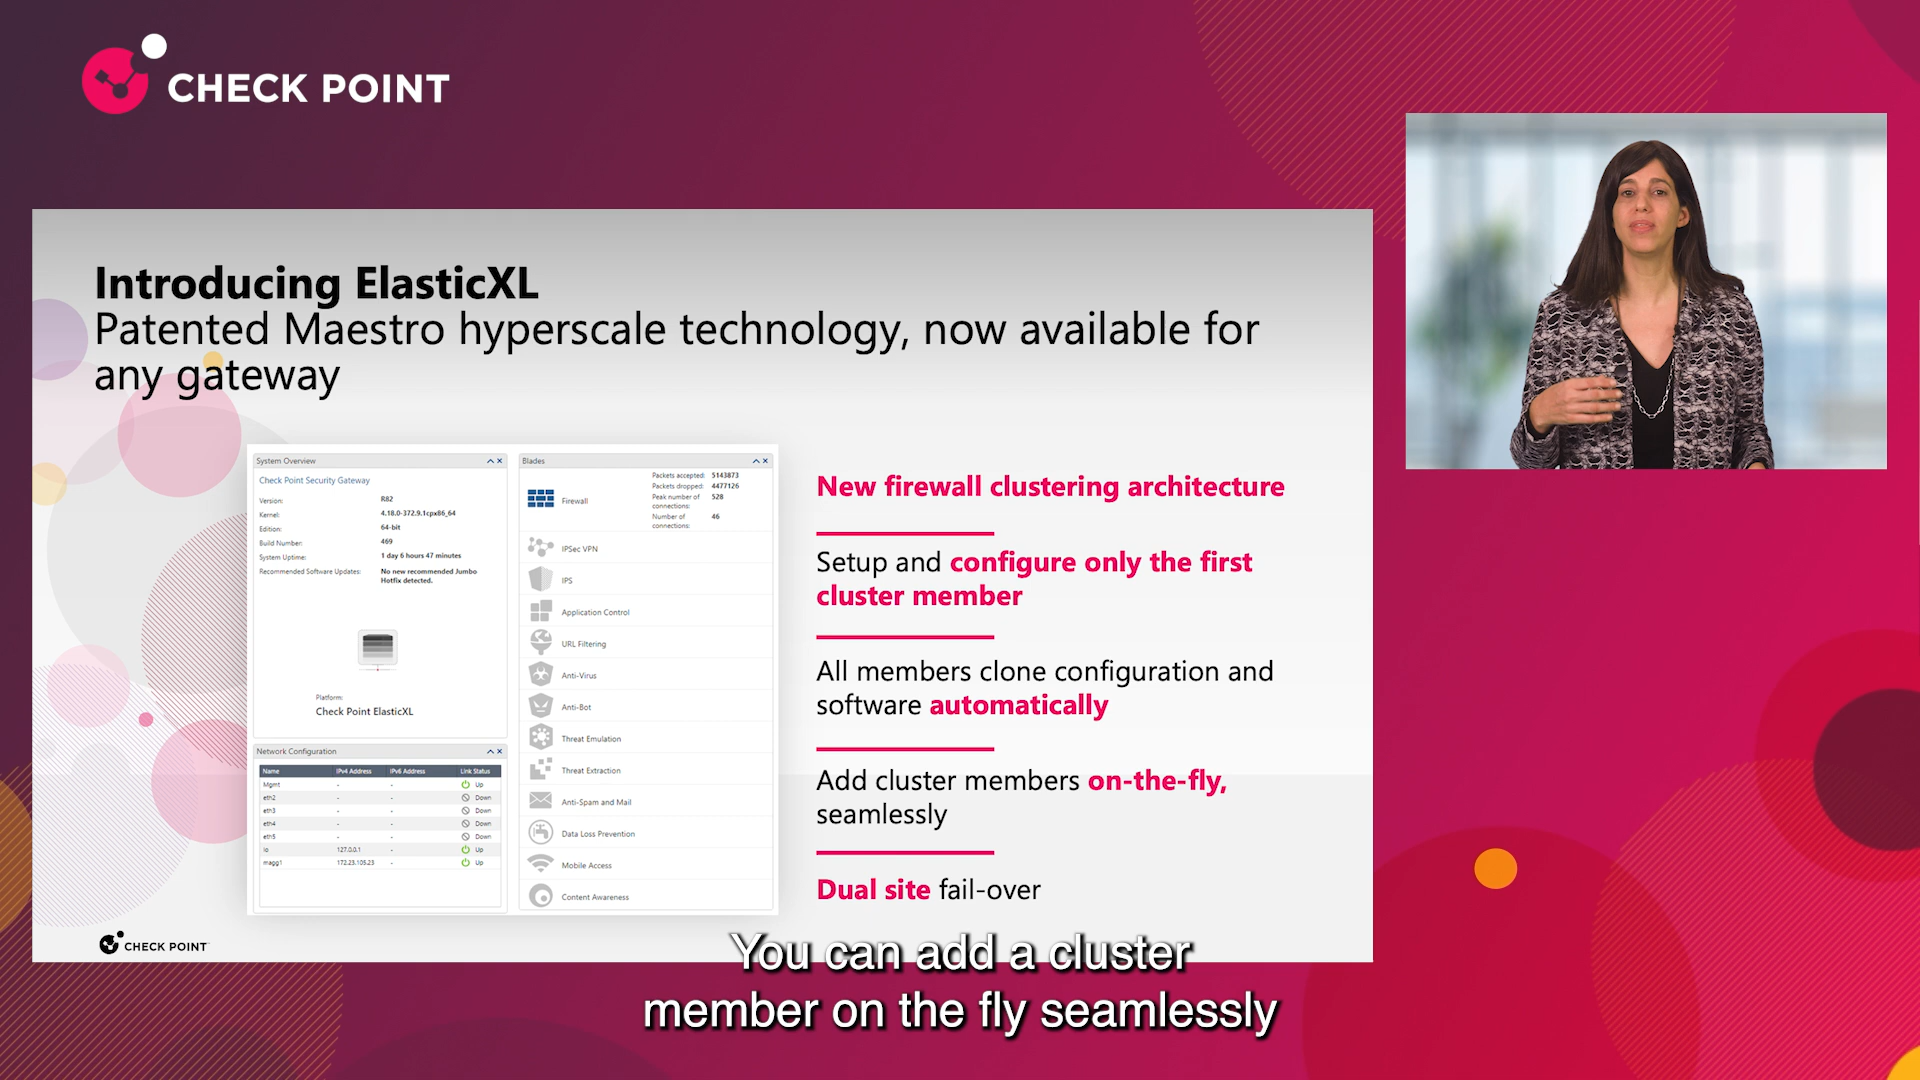 CHECK POINT
Introducing ElasticXL
Patented Maestro hyperscale technology, now available for
any gateway
System Overview
Check Point Security Gateway
Version: R82
Kernel: 4.18.0-372.9.1cpx86_64
Edition: 64-bit
Build Number: 469
System Uptime: 1 day 6 hours 47 minutes
Recommended Software Updates: No new recommended Jumbo
Hotfix detected.
Platform:
Check Point ElasticXL
Network Configuration
Name IPv4 Address IPv6 Address Link Status
Mgmt - - Up
eth2 - - Down
eth3 - - Down
eth4 - - Down
eth5 - - Down
lo 127.0.0.1 - Up
magg1 172.23.105.23 - Up
Blades
Firewall
Packets accepted: 5143873
Packets dropped: 4477126
Peak number of 528
connections:
Number of 46
connections:
IPSec VPN
IPS
Application Control
URL Filtering
Anti-Virus
Anti-Bot
Threat Emulation
Threat Extraction
Anti-Spam and Mail
Data Loss Prevention
Mobile Access
Content Awareness
New firewall clustering architecture
Setup and configure only the first
cluster member
All members clone configuration and
software automatically
Add cluster members on-the-fly,
seamlessly
Dual site fail-over
CHECK POINT
You can add a cluster
member on the fly seamlessly